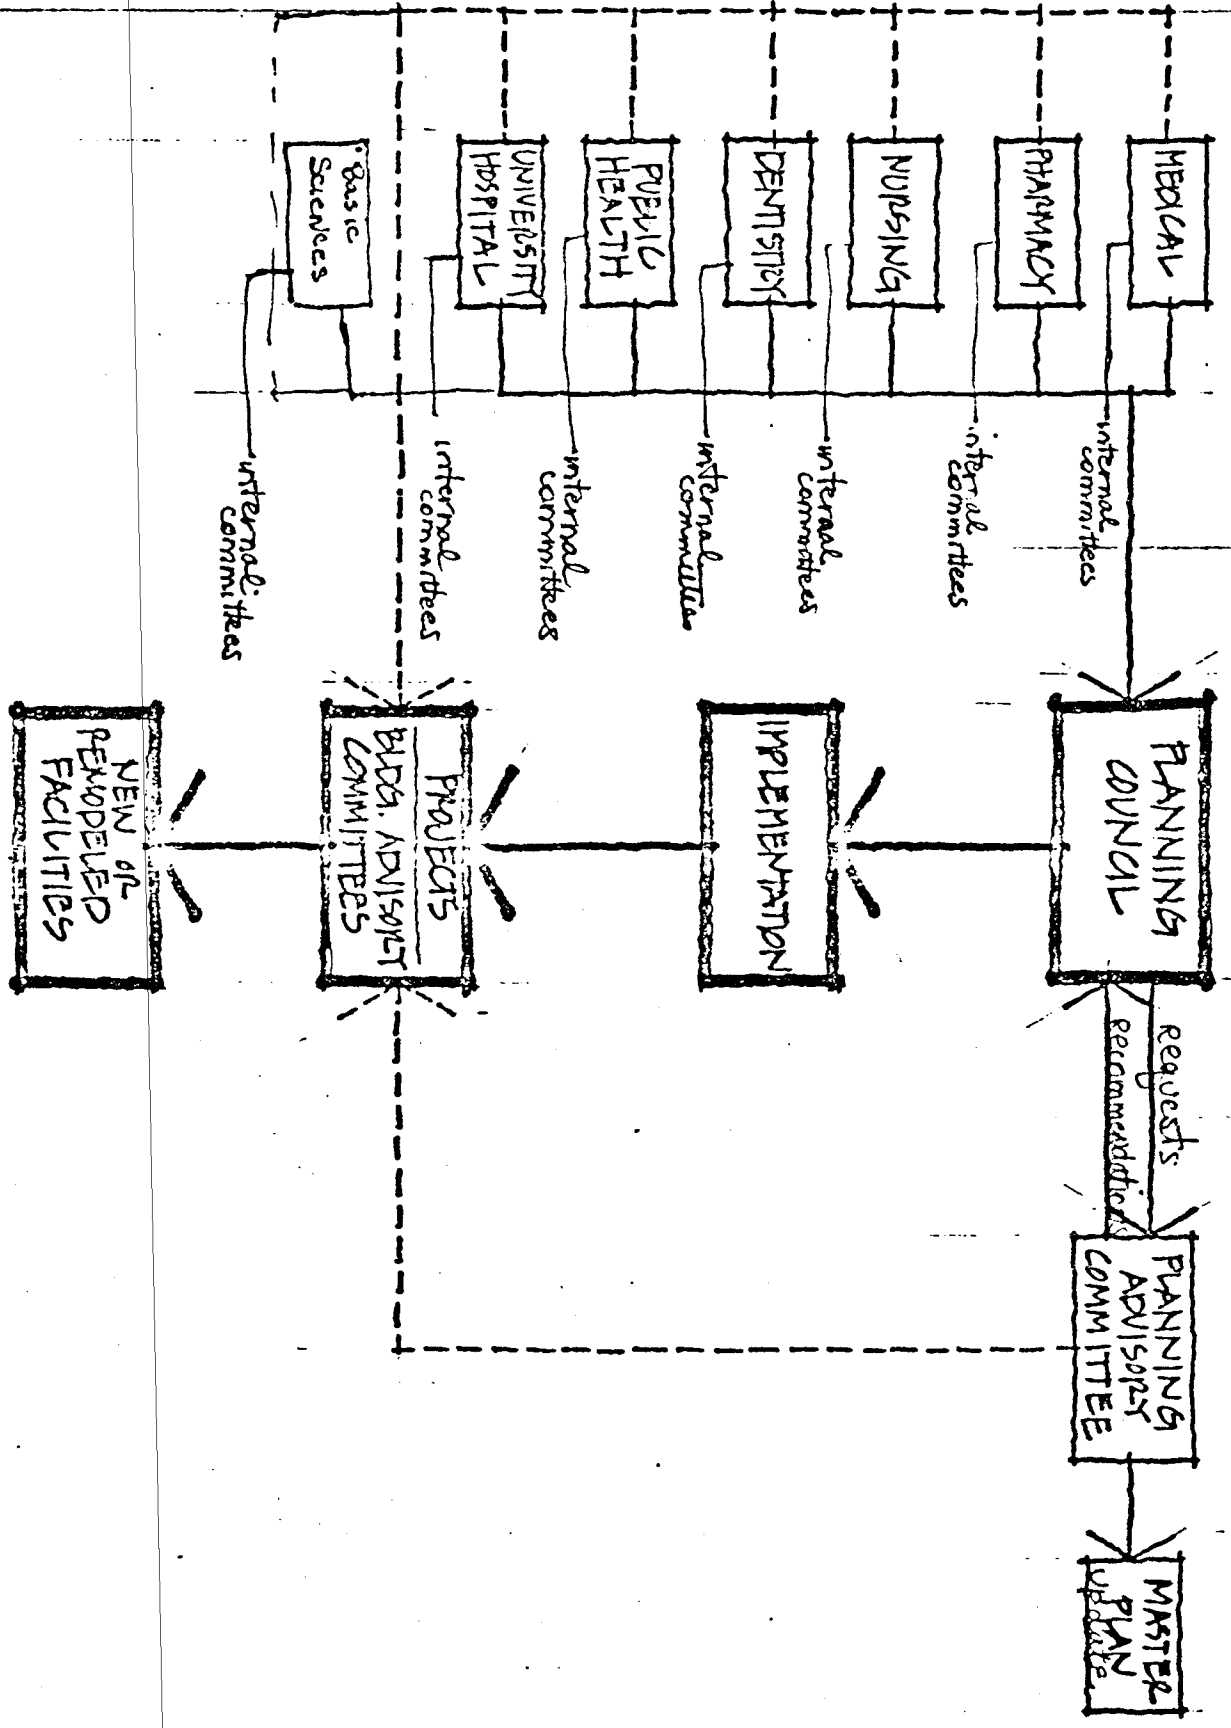 MEDICAL
internal
committees
PHARMACY
internal
committees
NURSING
internal
committees
DENTISTRY
internal
committees
PUBLIC
HEALTH
internal
committees
UNIVERSITY
HOSPITAL
internal
committees
Basic
Sciences
internal
committees
PLANNING
COUNCIL
Requests
Recommendations
PLANNING
ADVISORY
COMMITTEE
MASTER
PLAN
update
IMPLEMENTATION
PROJECTS
BLDG. ADVISORY
COMMITTEES
NEW OR
REMODELED
FACILITIES